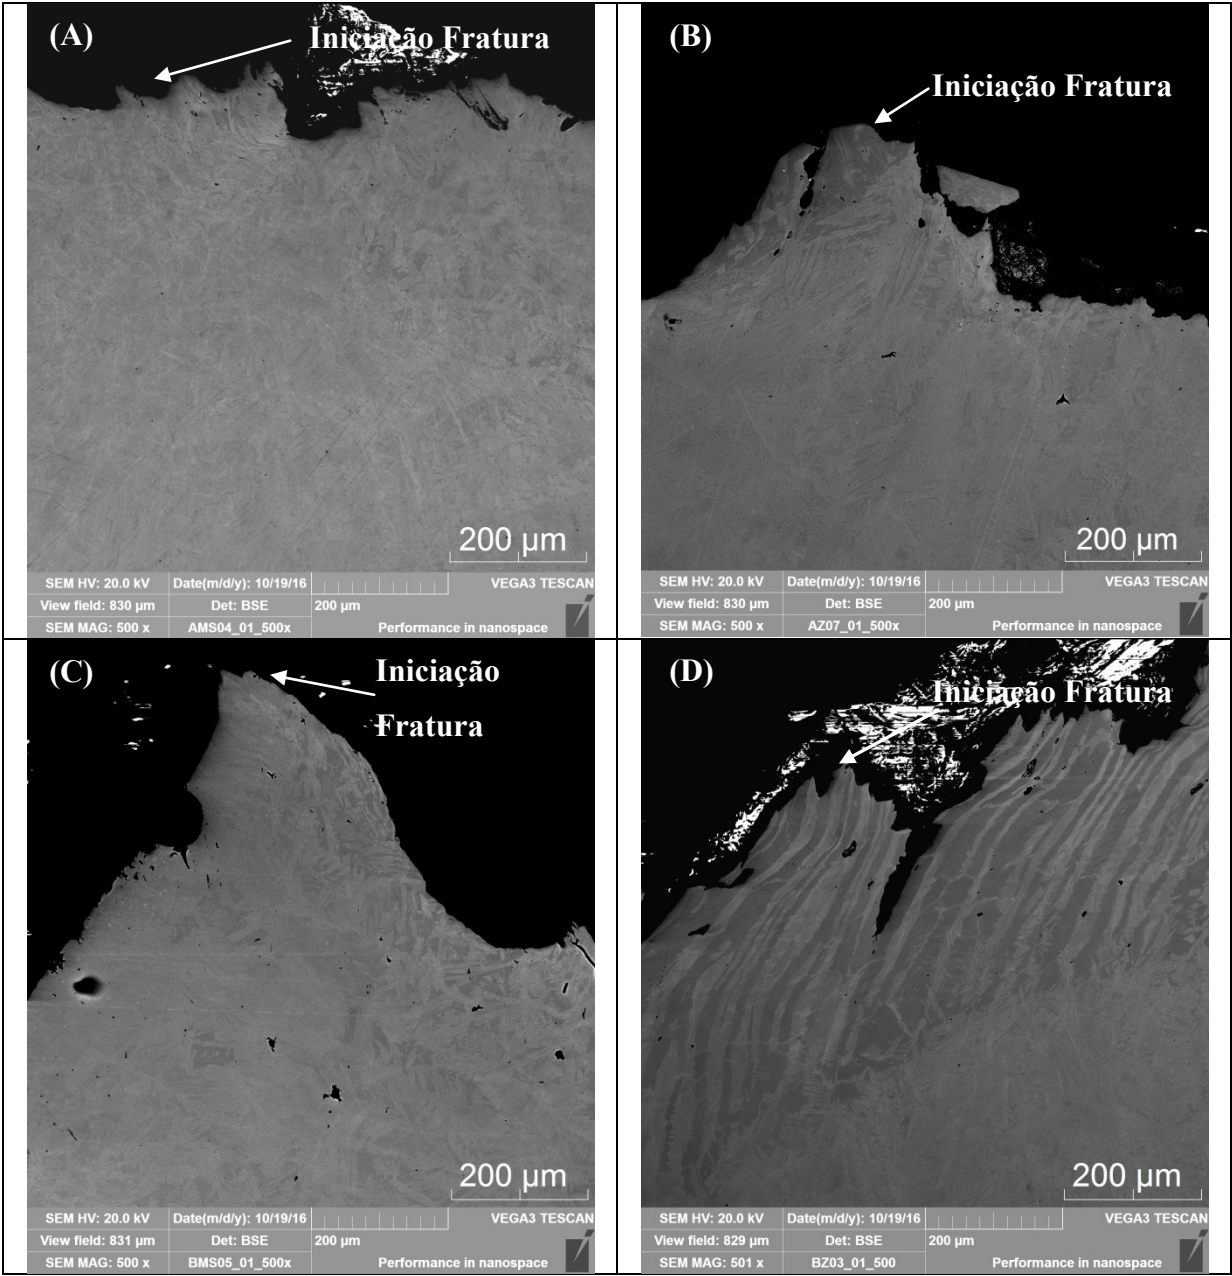 (A)
Iniciação Fratura
200 µm
SEM HV: 20.0 kV Date(m/d/y): 10/19/16 VEGA3 TESCAN
View field: 830 µm Det: BSE 200 µm
SEM MAG: 500 x AMS04_01_500x Performance in nanospace
(B)
Iniciação Fratura
200 µm
SEM HV: 20.0 kV Date(m/d/y): 10/19/16 VEGA3 TESCAN
View field: 830 µm Det: BSE 200 µm
SEM MAG: 500 x AZ07_01_500x Performance in nanospace
(C)
Iniciação
Fratura
200 µm
SEM HV: 20.0 kV Date(m/d/y): 10/19/16 VEGA3 TESCAN
View field: 831 µm Det: BSE 200 µm
SEM MAG: 500 x BMS05_01_500x Performance in nanospace
(D)
Iniciação Fratura
200 µm
SEM HV: 20.0 kV Date(m/d/y): 10/19/16 VEGA3 TESCAN
View field: 829 µm Det: BSE 200 µm
SEM MAG: 501 x BZ03_01_500 Performance in nanospace